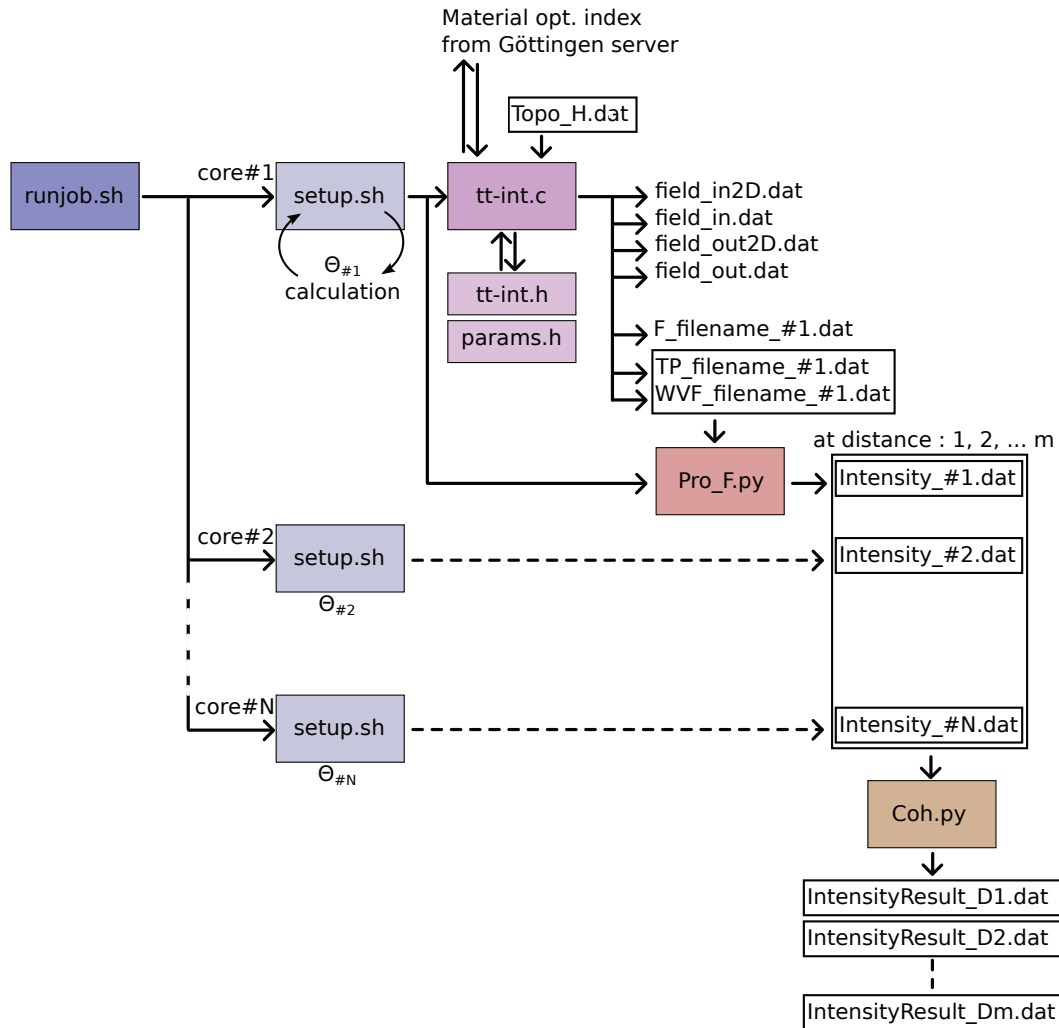 Material opt. index
from Göttingen server
Topo_H.dat
core#1
runjob.sh
setup.sh
tt-int.c
field_in2D.dat
field_in.dat
field_out2D.dat
field_out.dat
Θ#1
calculation
tt-int.h
params.h
F_filename_#1.dat
TP_filename_#1.dat
WVF_filename_#1.dat
at distance : 1, 2, ... m
Pro_F.py
Intensity_#1.dat
core#2
setup.sh
Intensity_#2.dat
Θ#2
core#N
setup.sh
Intensity_#N.dat
Θ#N
Coh.py
IntensityResult_D1.dat
IntensityResult_D2.dat
IntensityResult_Dm.dat